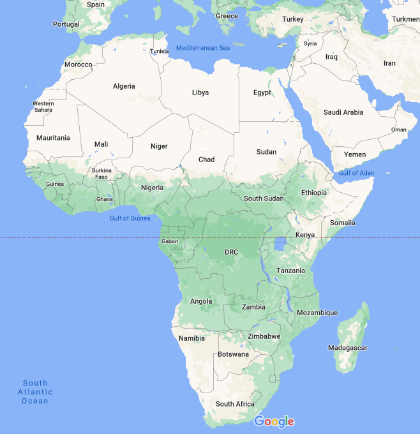 Spain
Portugal
Greece
Turkey
Turkmen
Mediterranean Sea
Tunisia
Syria
Iraq
Iran
Morocco
Algeria
Libya
Egypt
Western
Sahara
Saudi Arabia
Oman
Mauritania
Mali
Niger
Chad
Sudan
Yemen
Gulf of Aden
Burkina
Faso
Guinea
Ghana
Nigeria
South Sudan
Ethiopia
Gulf of Guinea
Somalia
Gabon
DRC
Kenya
Tanzania
Angola
Zambia
Mozambique
Namibia
Zimbabwe
Madagascar
Botswana
South
Atlantic
Ocean
South Africa
Google